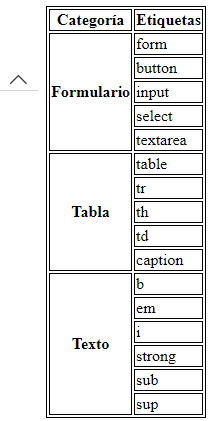 Categoría Etiquetas
Formulario form
button
input
select
textarea
Tabla table
tr
th
td
caption
Texto b
em
i
strong
sub
sup